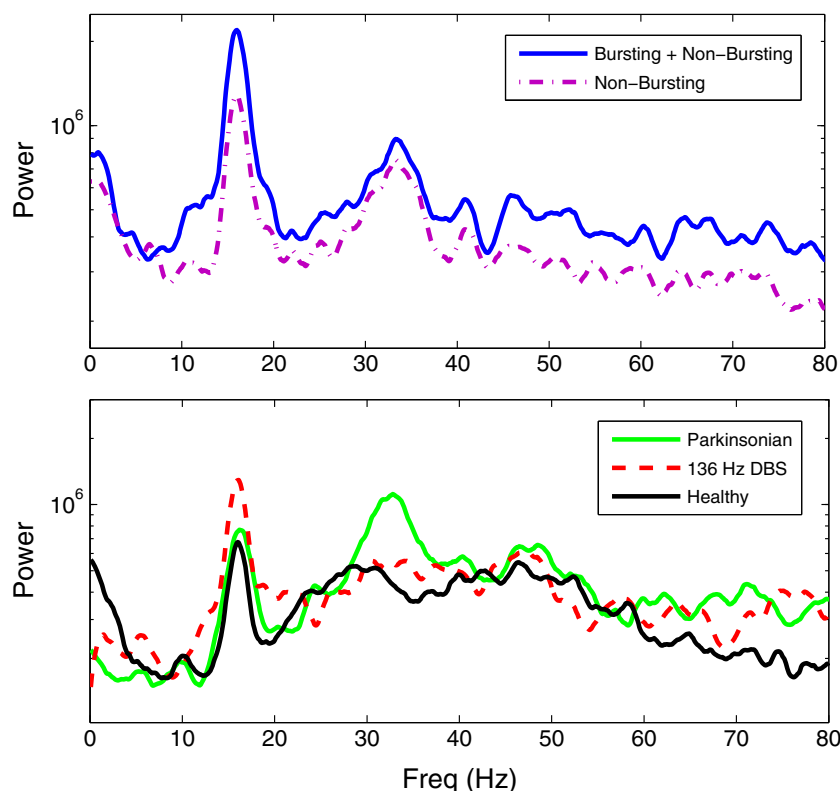 Bursting + Non−Bursting
Non−Bursting
10^6
Power
0 10 20 30 40 50 60 70 80
Parkinsonian
136 Hz DBS
Healthy
10^6
Power
0 10 20 30 40 50 60 70 80
Freq (Hz)